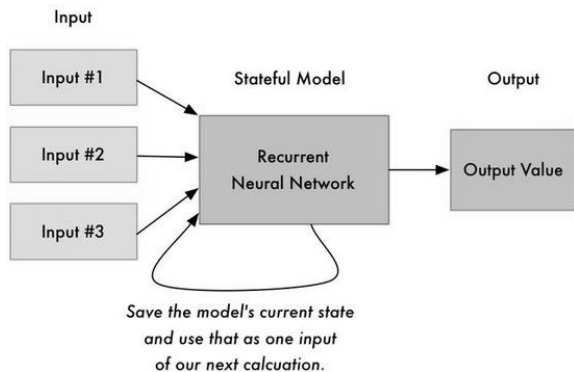 Input
Stateful Model
Output
Input #1
Input #2
Input #3
Recurrent
Neural Network
Output Value
Save the model's current state
and use that as one input
of our next calcuation.